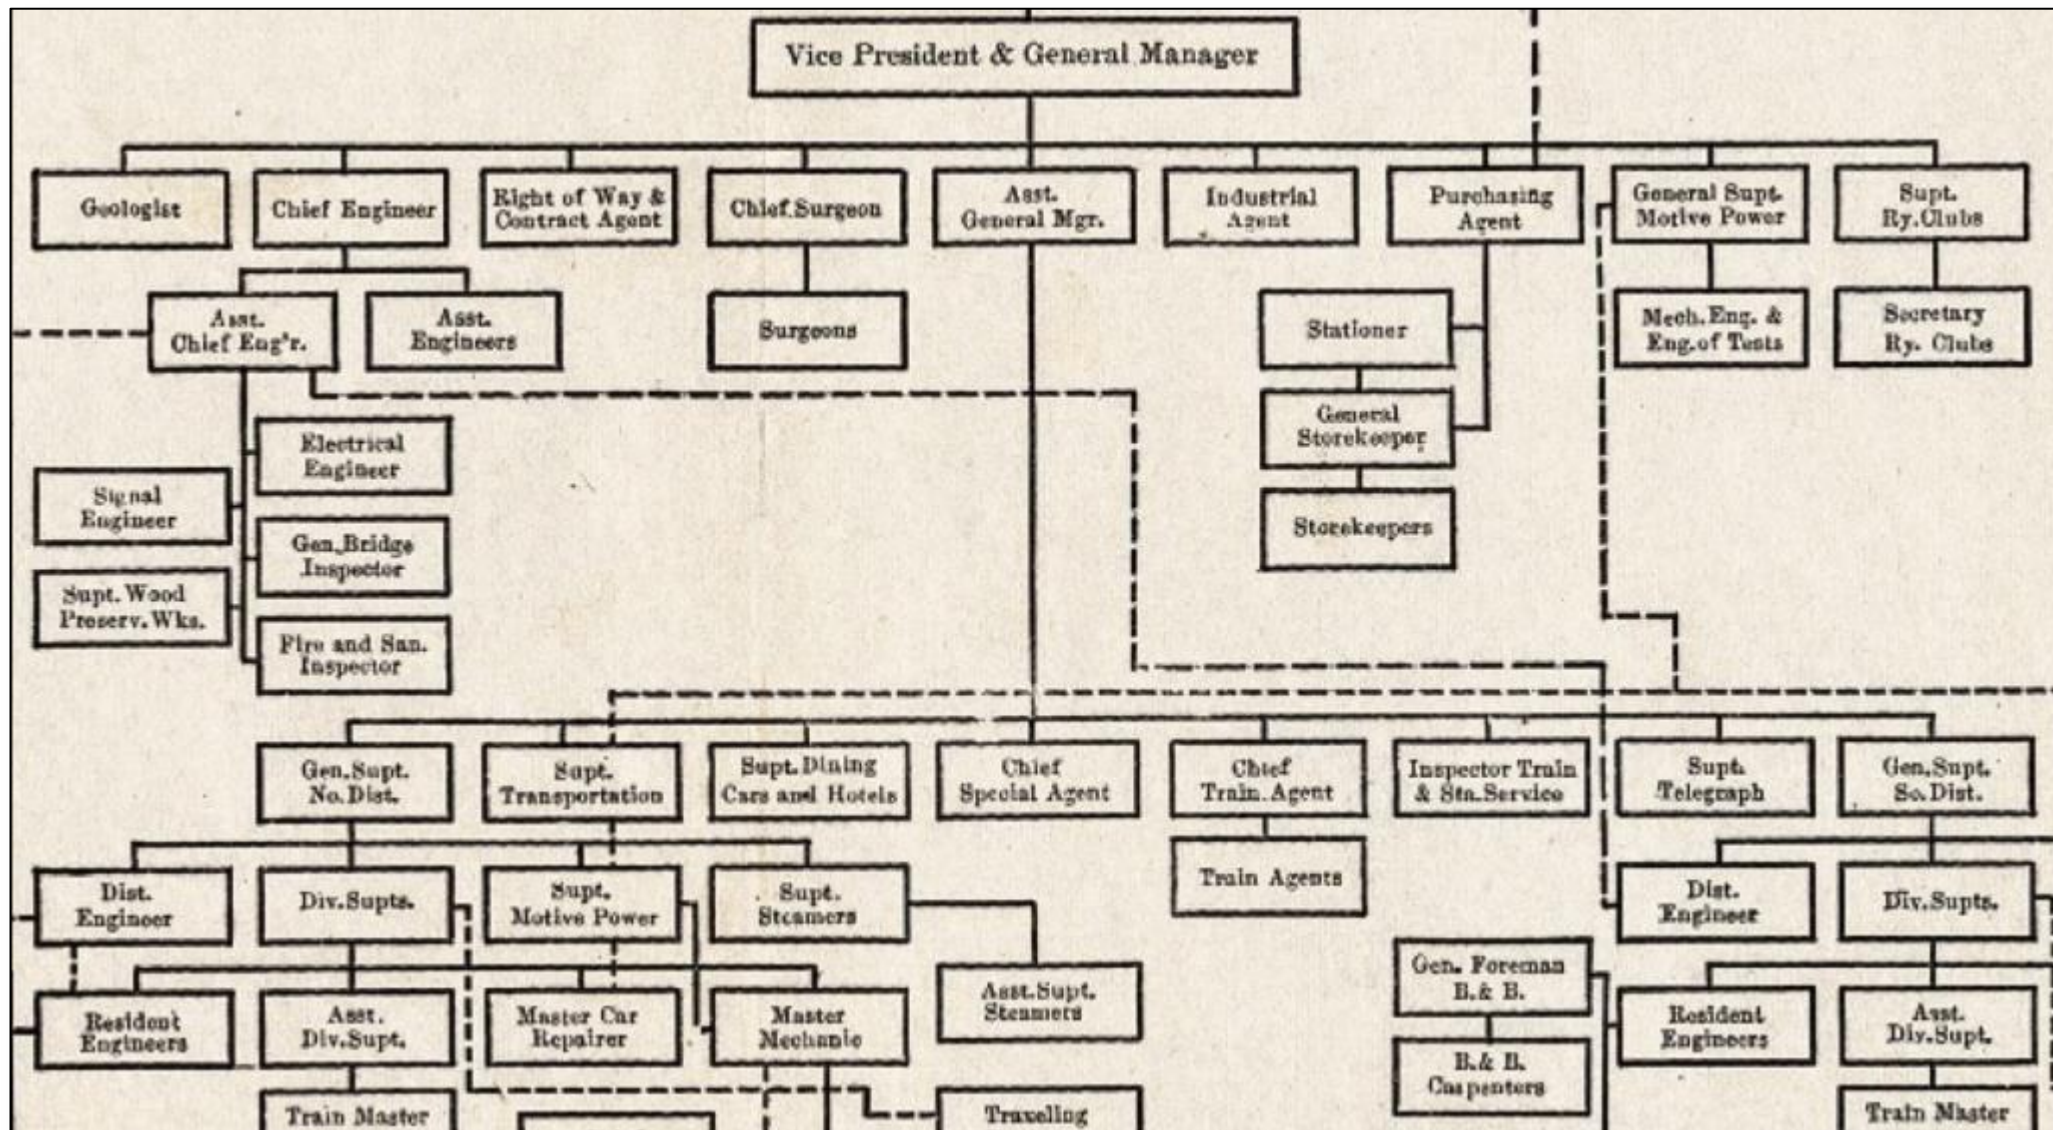 Vice President & General Manager
Geologist
Chief Engineer
Right of Way &
Contract Agent
Chief Surgeon
Asst.
General Mgr.
Industrial
Agent
Purchasing
Agent
General Supt.
Motive Power
Supt.
Ry. Clubs
Asst.
Chief Eng'r.
Asst.
Engineers
Surgeons
Stationer
Mech. Eng. &
Eng. of Tests
Secretary
Ry. Clubs
General
Storekeeper
Storekeepers
Electrical
Engineer
Signal
Engineer
Gen. Bridge
Inspector
Supt. Wood
Preserv. Wks.
Fire and San.
Inspector
Gen. Supt.
No. Dist.
Supt.
Transportation
Supt. Dining
Cars and Hotels
Chief
Special Agent
Chief
Train Agent
Inspector Train
& Sta. Service
Supt.
Telegraph
Gen. Supt.
So. Dist.
Dist.
Engineer
Div. Supts.
Supt.
Motive Power
Supt.
Steamers
Train Agents
Dist.
Engineer
Div. Supts.
Resident
Engineers
Asst.
Div. Supt.
Master Car
Repairer
Master
Mechanic
Asst. Supt.
Steamers
Gen. Foreman
B. & B.
Resident
Engineers
Asst.
Div. Supt.
B. & B.
Carpenters
Train Master
Traveling
Train Master